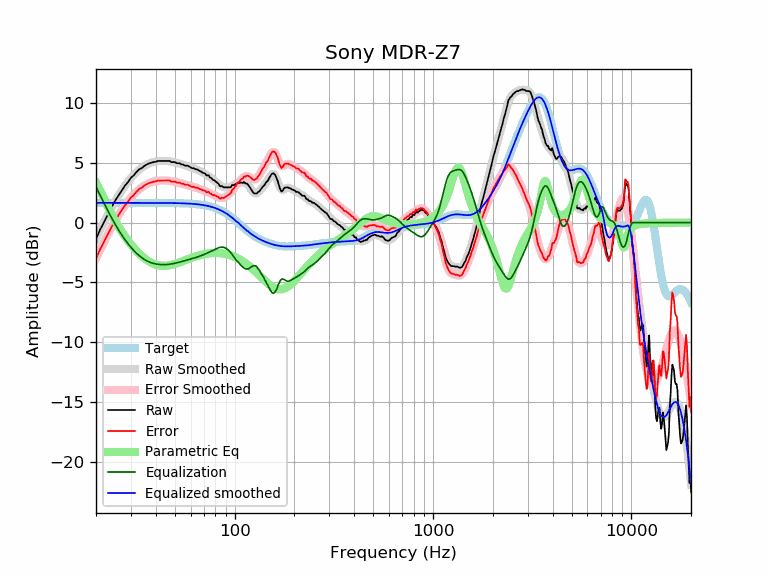 Sony MDR-Z7
Amplitude (dBr)
10
5
0
−5
−10
−15
−20
Target
Raw Smoothed
Error Smoothed
Raw
Error
Parametric Eq
Equalization
Equalized smoothed
100
1000
10000
Frequency (Hz)